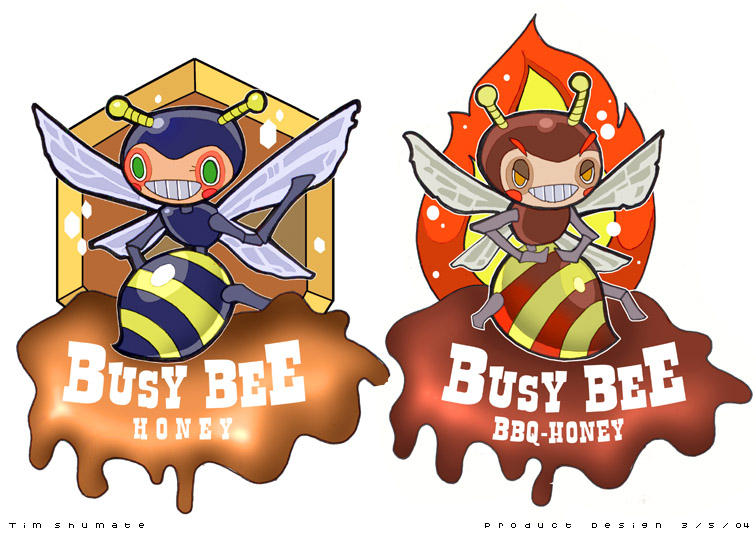 BUSY BEE
HONEY
BUSY BEE
BBQ-HONEY
Tim Shumate
Product Design 3/5/04